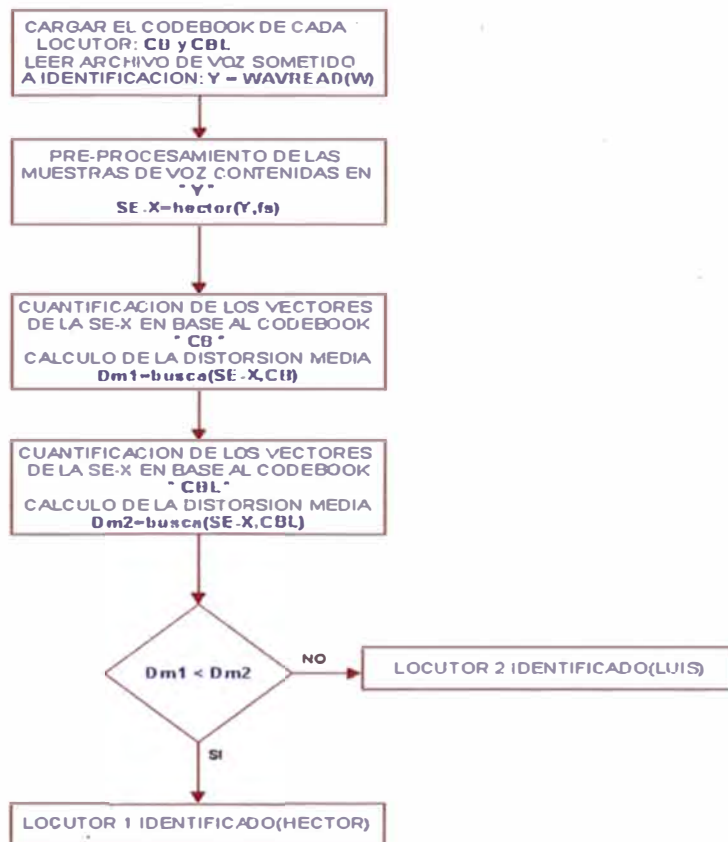 CARGAR EL CODEBOOK DE CADA
LOCUTOR: CB y CBL
LEER ARCHIVO DE VOZ SOMETIDO
A IDENTIFICACION: Y = WAVREAD(W)
PRE-PROCESAMIENTO DE LAS
MUESTRAS DE VOZ CONTENIDAS EN
" Y "
SE-X=hector(Y,fs)
CUANTIFICACION DE LOS VECTORES
DE LA SE-X EN BASE AL CODEBOOK
" CB "
CALCULO DE LA DISTORSION MEDIA
Dm1=busca(SE-X,CB)
CUANTIFICACION DE LOS VECTORES
DE LA SE-X EN BASE AL CODEBOOK
" CBL"
CALCULO DE LA DISTORSION MEDIA
Dm2=busca(SE-X,CBL)
Dm1 < Dm2
NO
LOCUTOR 2 IDENTIFICADO(LUIS)
SI
LOCUTOR 1 IDENTIFICADO(HECTOR)